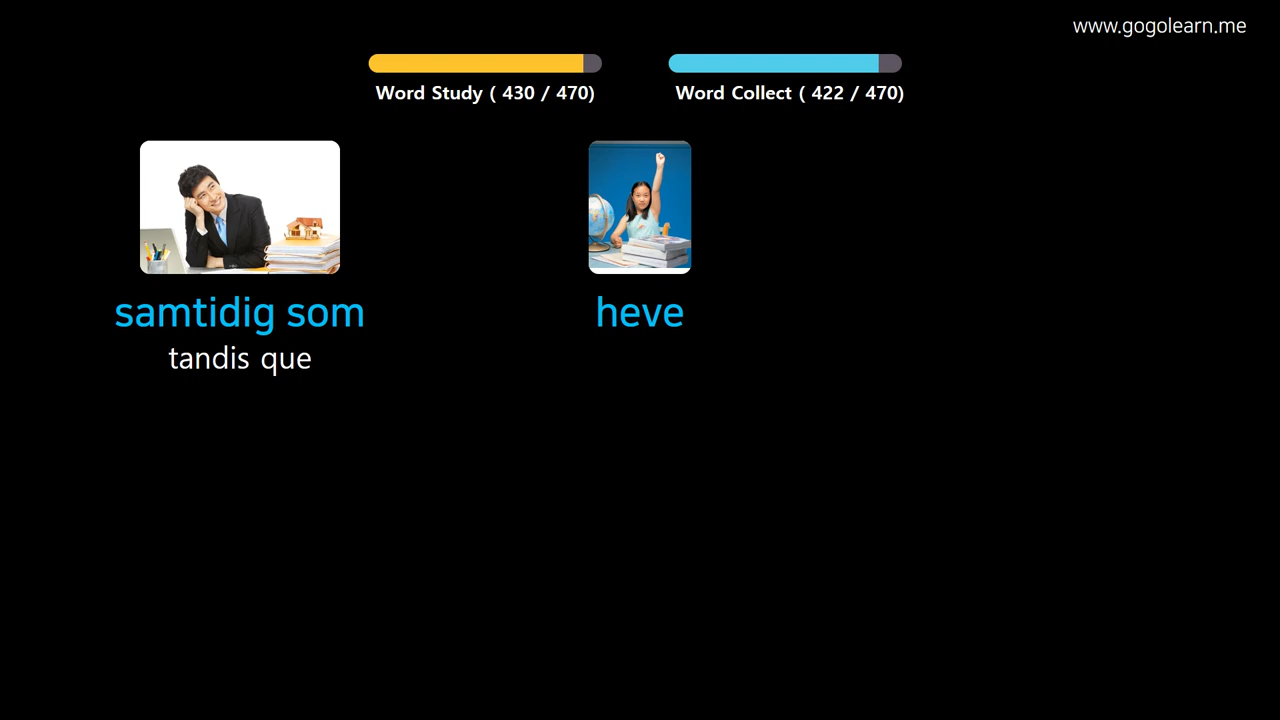 www.gogolearn.me
Word Study ( 430 / 470)
Word Collect ( 422 / 470)
samtidig som
tandis que
heve